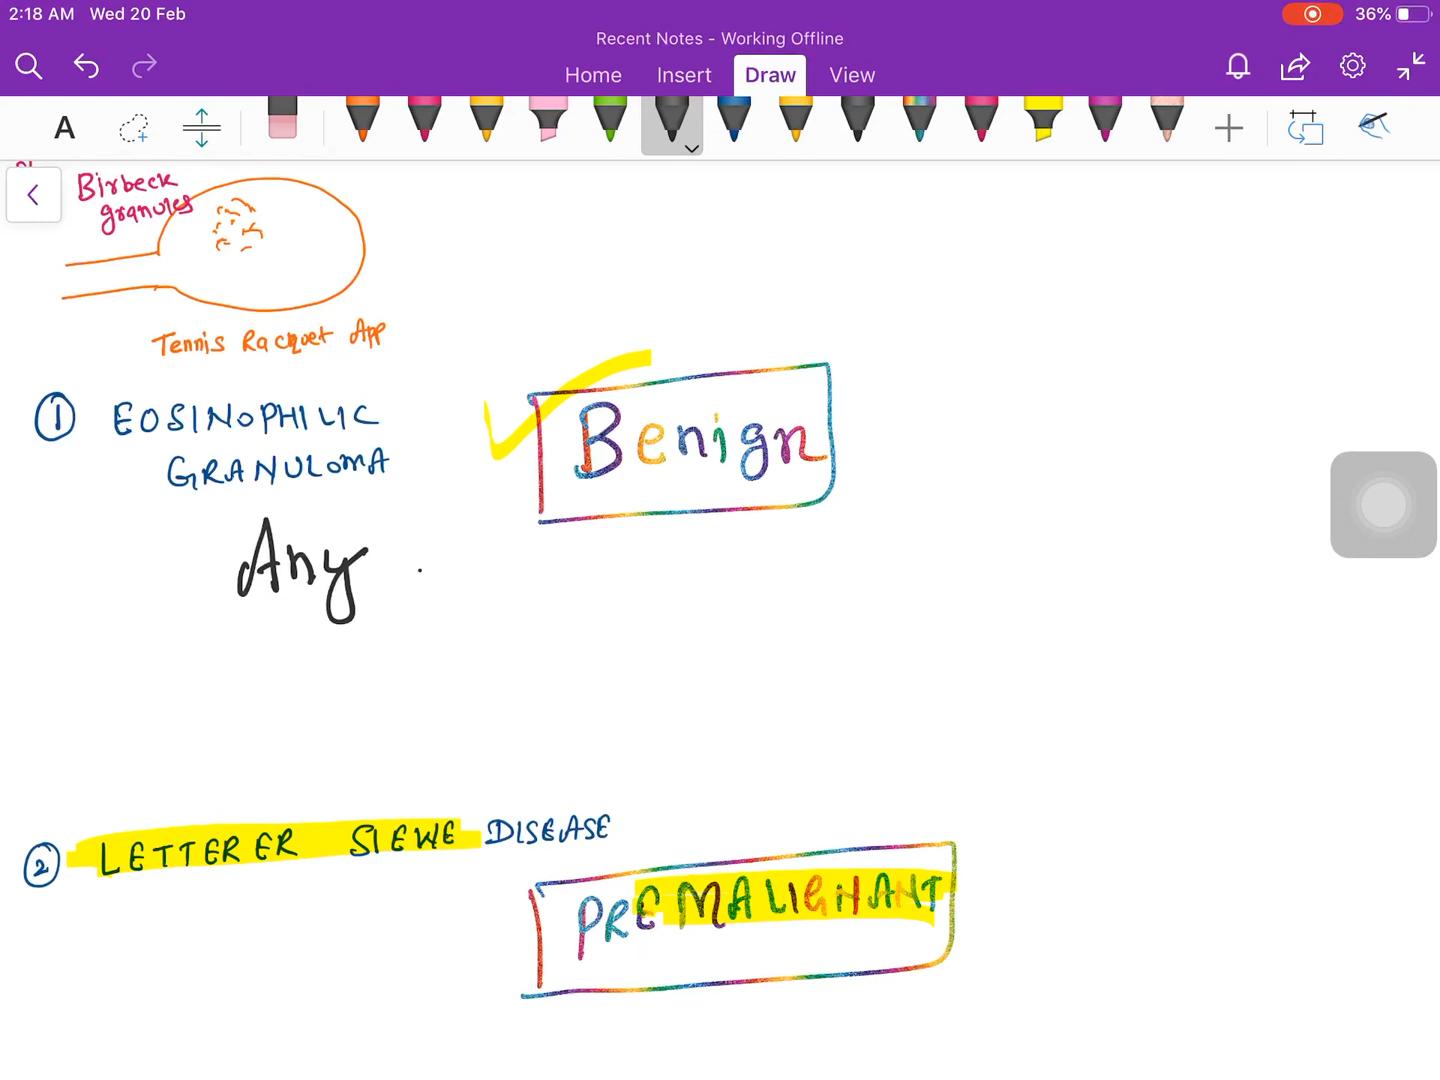 2:18 AM Wed 20 Feb
36%
Recent Notes - Working Offline
Home Insert Draw View
A
Birbeck
granules
Tennis Racquet App
1 EOSINOPHILIC
GRANULOMA
Benign
Any
2 LETTERER SIEWE DISEASE
PREMALIGNANT